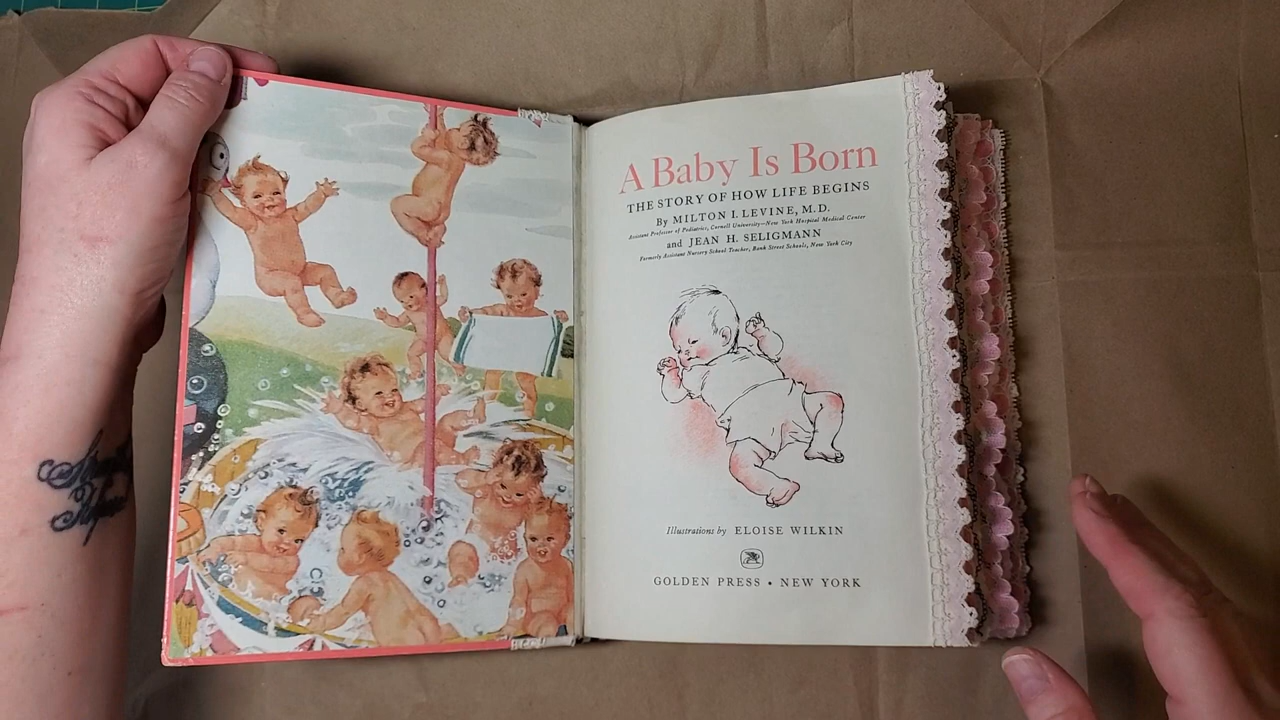 A Baby Is Born
THE STORY OF HOW LIFE BEGINS
By MILTON I. LEVINE, M.D.
Assistant Professor of Pediatrics, Cornell University—New York Hospital Medical Center
and JEAN H. SELIGMANN
Formerly Assistant Nursery School Teacher, Bank Street Schools, New York City
Illustrations by ELOISE WILKIN
GOLDEN PRESS • NEW YORK